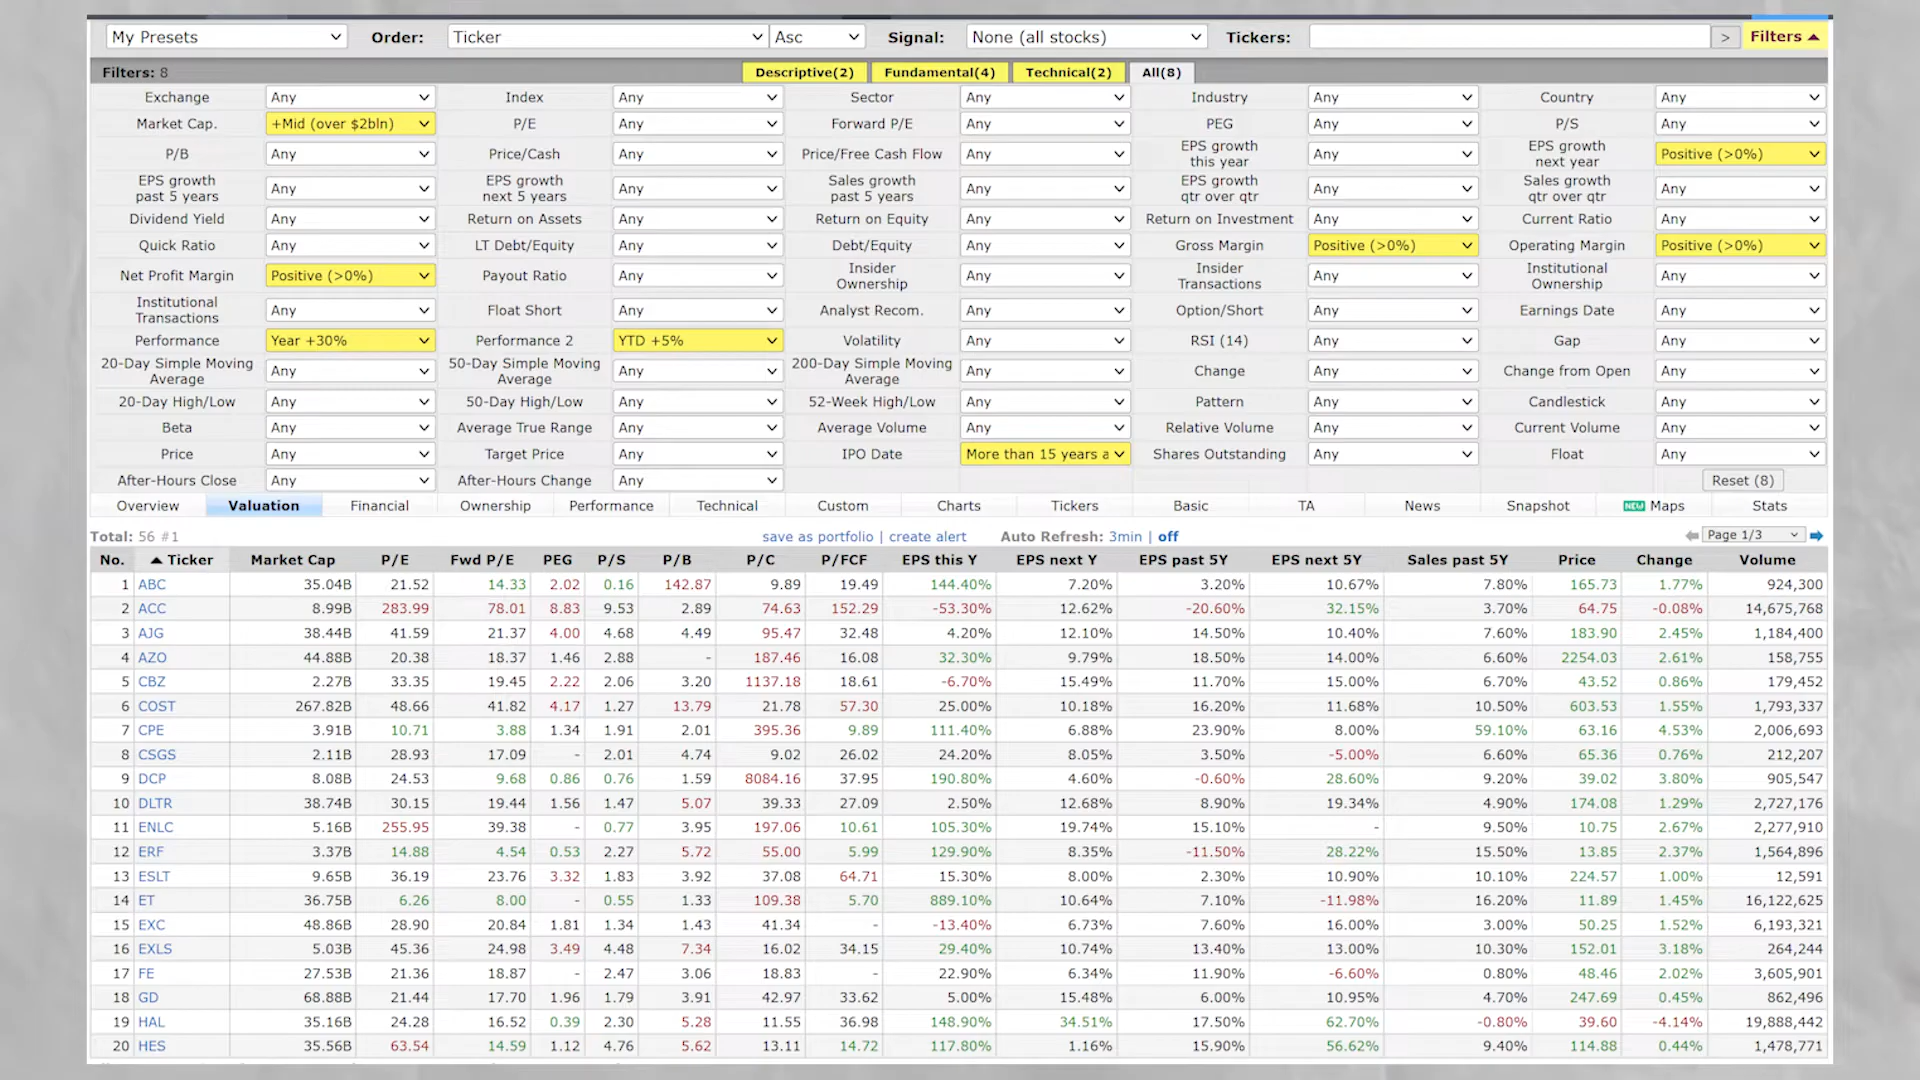 My Presets Order: Ticker Asc Signal: None (all stocks) Tickers: > Filters
Filters: 8 Descriptive(2) Fundamental(4) Technical(2) All(8)
Exchange Any Index Any Sector Any Industry Any Country Any
Market Cap. +Mid (over $2bln) P/E Any Forward P/E Any PEG Any P/S Any
P/B Any Price/Cash Any Price/Free Cash Flow Any EPS growth this year Any EPS growth next year Positive (>0%)
EPS growth past 5 years Any EPS growth next 5 years Any Sales growth past 5 years Any EPS growth qtr over qtr Any Sales growth qtr over qtr Any
Dividend Yield Any Return on Assets Any Return on Equity Any Return on Investment Any Current Ratio Any
Quick Ratio Any LT Debt/Equity Any Debt/Equity Any Gross Margin Positive (>0%) Operating Margin Positive (>0%)
Net Profit Margin Positive (>0%) Payout Ratio Any Insider Ownership Any Insider Transactions Any Institutional Ownership Any
Institutional Transactions Any Float Short Any Analyst Recom. Any Option/Short Any Earnings Date Any
Performance Year +30% Performance 2 YTD +5% Volatility Any RSI (14) Any Gap Any
20-Day Simple Moving Average Any 50-Day Simple Moving Average Any 200-Day Simple Moving Average Any Change Any Change from Open Any
20-Day High/Low Any 50-Day High/Low Any 52-Week High/Low Any Pattern Any Candlestick Any
Beta Any Average True Range Any Average Volume Any Relative Volume Any Current Volume Any
Price Any Target Price Any IPO Date More than 15 years a Shares Outstanding Any Float Any
After-Hours Close Any After-Hours Change Any Reset (8)
Overview Valuation Financial Ownership Performance Technical Custom Charts Tickers Basic TA News Snapshot NEW Maps Stats
Total: 56 #1 save as portfolio | create alert Auto Refresh: 3min | off Page 1/3
No. Ticker Market Cap P/E Fwd P/E PEG P/S P/B P/C P/FCF EPS this Y EPS next Y EPS past 5Y EPS next 5Y Sales past 5Y Price Change Volume
1 ABC 35.04B 21.52 14.33 2.02 0.16 142.87 9.89 19.49 144.40% 7.20% 3.20% 10.67% 7.80% 165.73 1.77% 924,300
2 ACC 8.99B 283.99 78.01 8.83 9.53 2.89 74.63 152.29 -53.30% 12.62% -20.60% 32.15% 3.70% 64.75 -0.08% 14,675,768
3 AJG 38.44B 41.59 21.37 4.00 4.68 4.49 95.47 32.48 4.20% 12.10% 14.50% 10.40% 7.60% 183.90 2.45% 1,184,400
4 AZO 44.88B 20.38 18.37 1.46 2.88 - 187.46 16.08 32.30% 9.79% 18.50% 14.00% 6.60% 2254.03 2.61% 158,755
5 CBZ 2.27B 33.35 19.45 2.22 2.06 3.20 1137.18 18.61 -6.70% 15.49% 11.70% 15.00% 6.70% 43.52 0.86% 179,452
6 COST 267.82B 48.66 41.82 4.17 1.27 13.79 21.78 57.30 25.00% 10.18% 16.20% 11.68% 10.50% 603.53 1.55% 1,793,337
7 CPE 3.91B 10.71 3.88 1.34 1.91 2.01 395.36 9.89 111.40% 6.88% 23.90% 8.00% 59.10% 63.16 4.53% 2,006,693
8 CSGS 2.11B 28.93 17.09 - 2.01 4.74 9.02 26.02 24.20% 8.05% 3.50% -5.00% 6.60% 65.36 0.76% 212,207
9 DCP 8.08B 24.53 9.68 0.86 0.76 1.59 8084.16 37.95 190.80% 4.60% -0.60% 28.60% 9.20% 39.02 3.80% 905,547
10 DLTR 38.74B 30.15 19.44 1.56 1.47 5.07 39.33 27.09 2.50% 12.68% 8.90% 19.34% 4.90% 174.08 1.29% 2,727,176
11 ENLC 5.16B 255.95 39.38 - 0.77 3.95 197.06 10.61 105.30% 19.74% 15.10% - 9.50% 10.75 2.67% 2,277,910
12 ERF 3.37B 14.88 4.54 0.53 2.27 5.72 55.00 5.99 129.90% 8.35% -11.50% 28.22% 15.50% 13.85 2.37% 1,564,896
13 ESLT 9.65B 36.19 23.76 3.32 1.83 3.92 37.08 64.71 15.30% 8.00% 2.30% 10.90% 10.10% 224.57 1.00% 12,591
14 ET 36.75B 6.26 8.00 - 0.55 1.33 109.38 5.70 889.10% 10.64% 7.10% -11.98% 16.20% 11.89 1.45% 16,122,625
15 EXC 48.86B 28.90 20.84 1.81 1.34 1.43 41.34 - -13.40% 6.73% 7.60% 16.00% 3.00% 50.25 1.52% 6,193,321
16 EXLS 5.03B 45.36 24.98 3.49 4.48 7.34 16.02 34.15 29.40% 10.74% 13.40% 13.00% 10.30% 152.01 3.18% 264,244
17 FE 27.53B 21.36 18.87 - 2.47 3.06 18.83 - 22.90% 6.34% 11.90% -6.60% 0.80% 48.46 2.02% 3,605,901
18 GD 68.88B 21.44 17.70 1.96 1.79 3.91 42.97 33.62 5.00% 15.48% 6.00% 10.95% 4.70% 247.69 0.45% 862,496
19 HAL 35.16B 24.28 16.52 0.39 2.30 5.28 11.55 36.98 148.90% 34.51% 17.50% 62.70% -0.80% 39.60 -4.14% 19,888,442
20 HES 35.56B 63.54 14.59 1.12 4.76 5.62 13.11 14.72 117.80% 1.16% 15.90% 56.62% 9.40% 114.88 0.44% 1,478,771